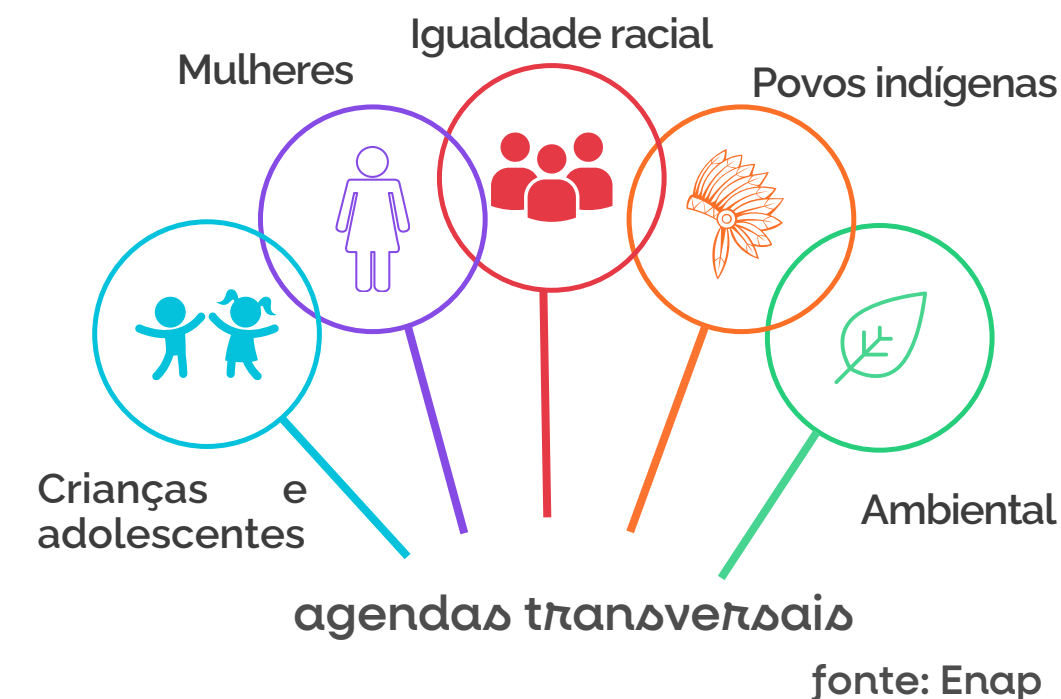 Igualdade racial
Mulheres
Povos indígenas
Crianças e
adolescentes
Ambiental
agendas transversais
fonte: Enap